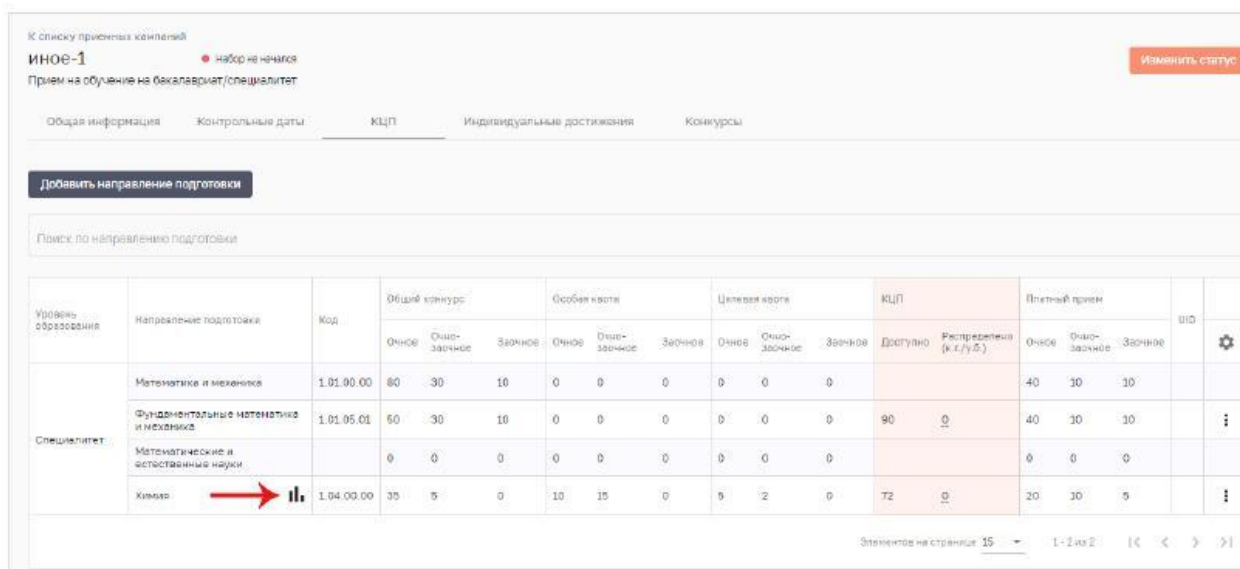 К списку приемных кампаний
иное-1
Набор не начался
Изменить статус
Прием на обучение на бакалавриат/специалитет
Общая информация Контрольные даты КЦП Индивидуальные достижения Конкурсы
Добавить направление подготовки
Поиск по направлению подготовки
Уровень образования Направление подготовки Код Общий конкурс Особая квота Целевая квота КЦП Платный прием UID
Очное Очно-заочное Заочное Очное Очно-заочное Заочное Очное Очно-заочное Заочное Доступно Распределено (к.г./у.б.) Очное Очно-заочное Заочное
Специалитет
Математика и механика 1.01.00.00 80 30 10 0 0 0 0 0 0 40 10 10
Фундаментальные математика и механика 1.01.05.01 50 30 10 0 0 0 0 0 0 90 0 40 10 10
Математические и естественные науки 0 0 0 0 0 0 0 0 0 0 0 0
Химия 1.04.00.00 35 5 0 10 15 0 5 2 0 72 0 20 10 5
Элементов на странице 15 1 - 2 из 2